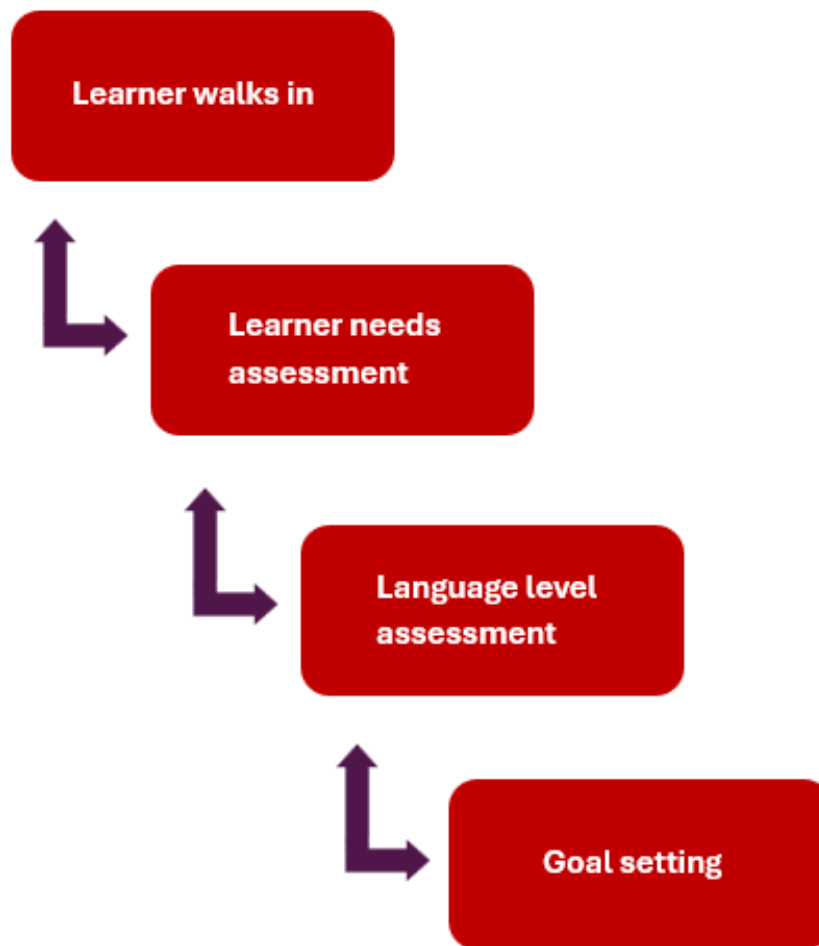 Learner walks in
Learner needs
assessment
Language level
assessment
Goal setting